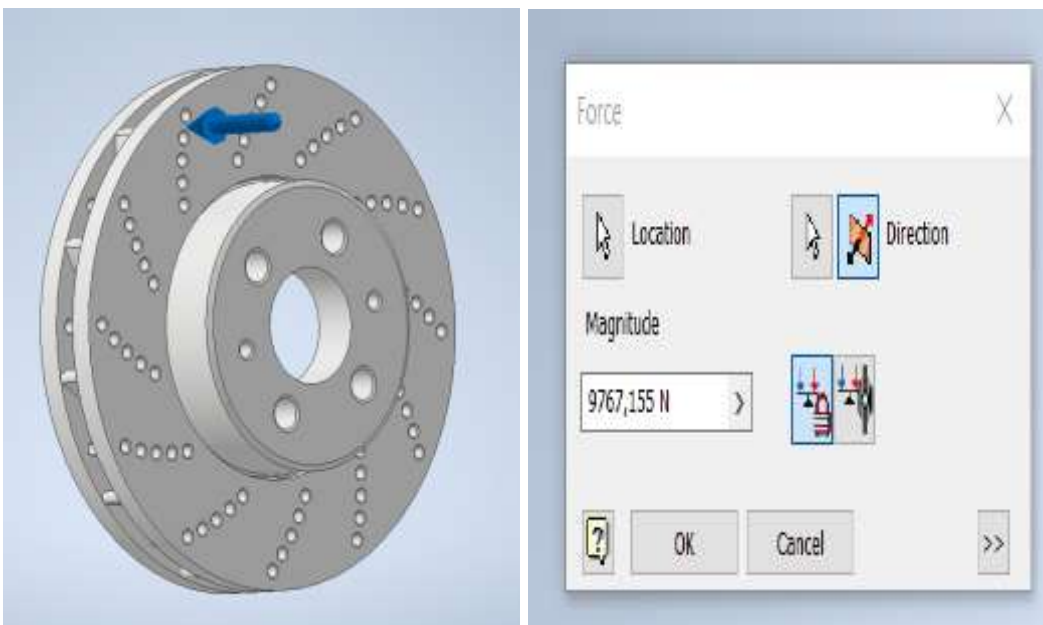 Force
Location
Direction
Magnitude
9767,155 N
?
OK
Cancel
>>